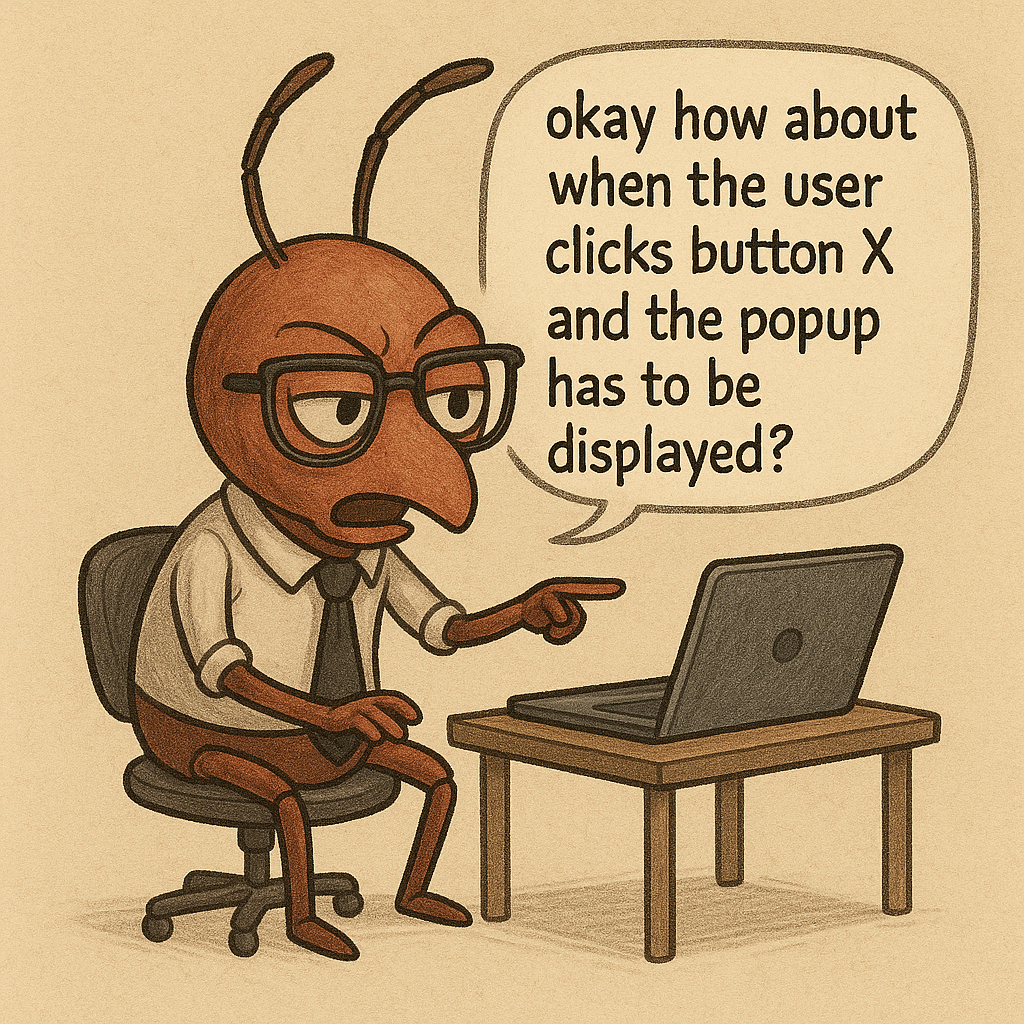 okay how about
when the user
clicks button X
and the popup
has to be
displayed?